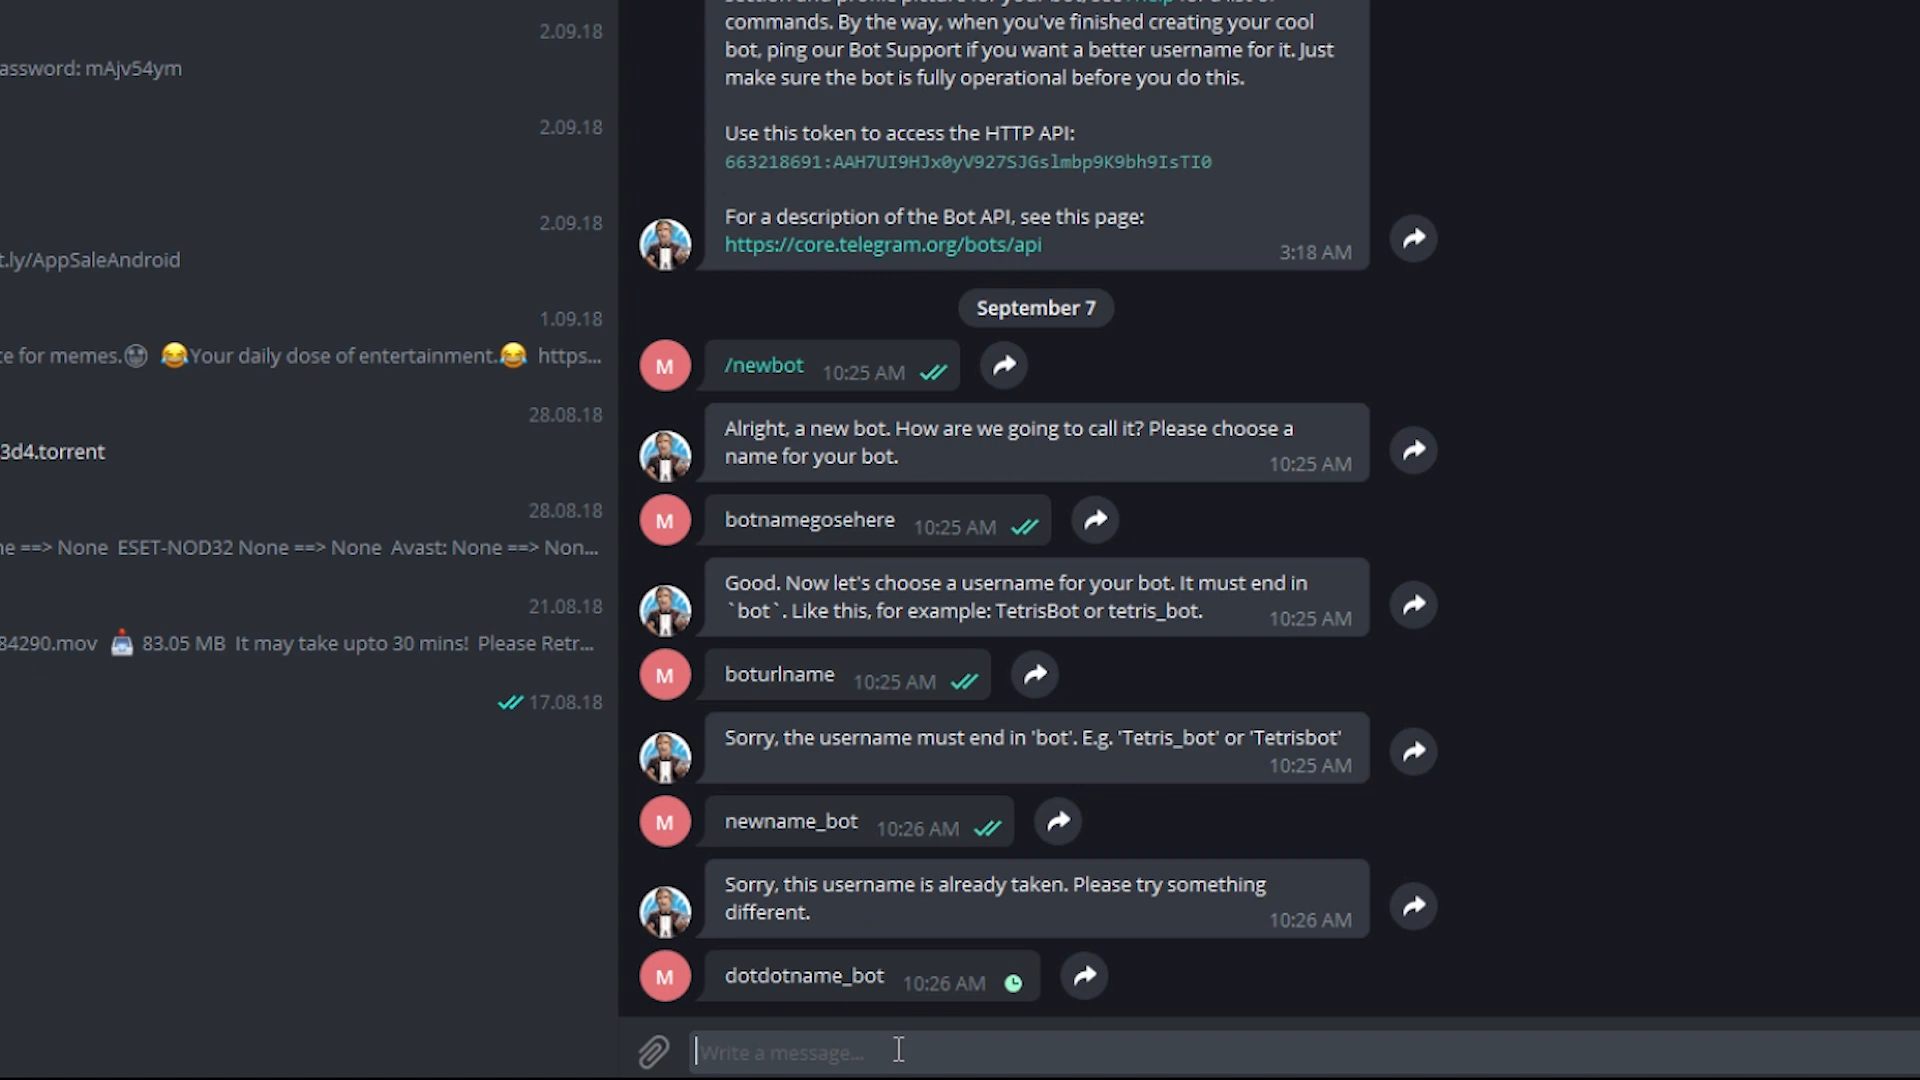 2.09.18
assword: mAjv54ym
2.09.18
2.09.18
t.ly/AppSaleAndroid
1.09.18
te for memes.🤩 😂Your daily dose of entertainment.😂 https...
28.08.18
3d4.torrent
28.08.18
ne ==> None ESET-NOD32 None ==> None Avast: None ==> Non...
21.08.18
84290.mov 📥 83.05 MB It may take upto 30 mins! Please Retr...
17.08.18
commands. By the way, when you've finished creating your cool
bot, ping our Bot Support if you want a better username for it. Just
make sure the bot is fully operational before you do this.
Use this token to access the HTTP API:
663218691:AAH7UI9HJx0yV927SJGslmbp9K9bh9IsTI0
For a description of the Bot API, see this page:
https://core.telegram.org/bots/api
3:18 AM
September 7
M
/newbot 10:25 AM
Alright, a new bot. How are we going to call it? Please choose a
name for your bot. 10:25 AM
M
botnamegosehere 10:25 AM
Good. Now let's choose a username for your bot. It must end in
`bot`. Like this, for example: TetrisBot or tetris_bot. 10:25 AM
M
boturlname 10:25 AM
Sorry, the username must end in 'bot'. E.g. 'Tetris_bot' or 'Tetrisbot'
10:25 AM
M
newname_bot 10:26 AM
Sorry, this username is already taken. Please try something
different. 10:26 AM
M
dotdotname_bot 10:26 AM
Write a message...